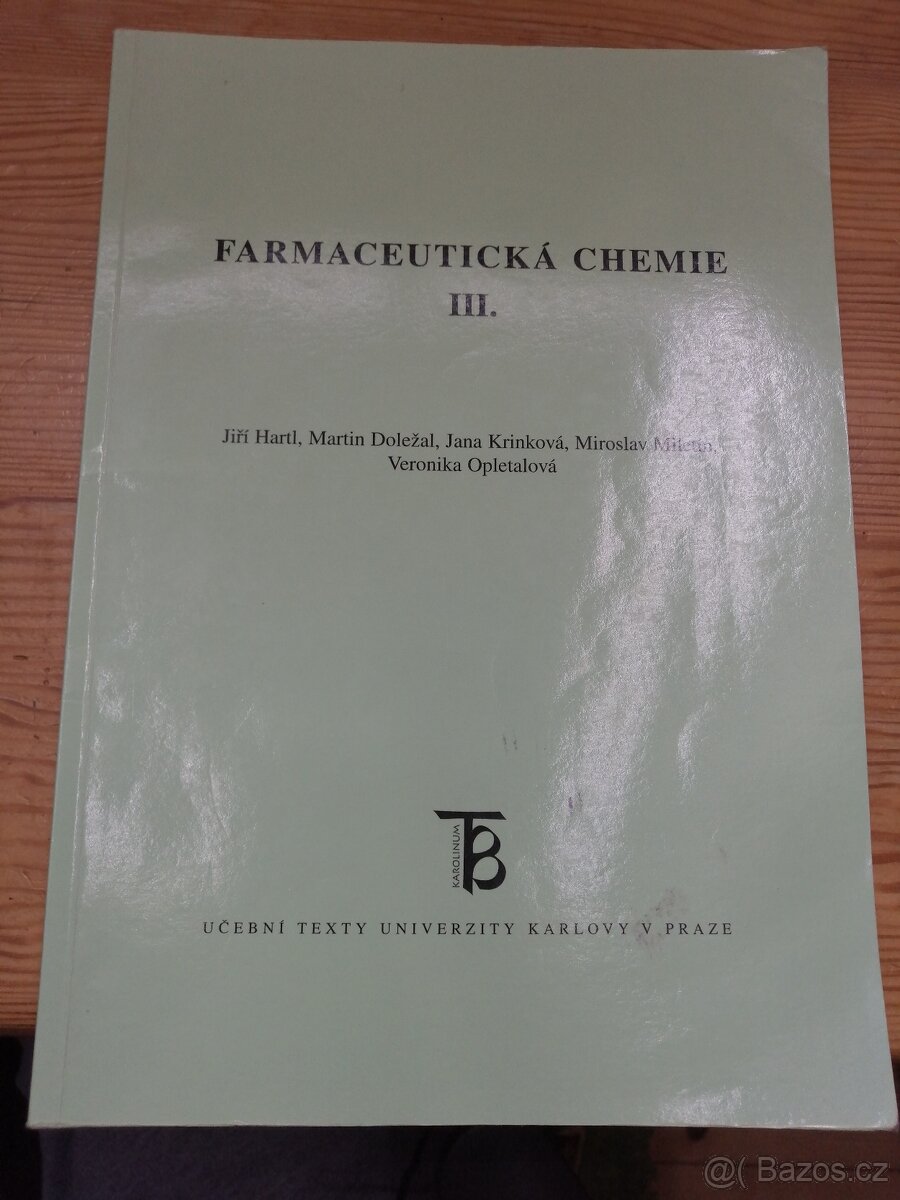 FARMACEUTICKÁ CHEMIE
III.
Jiří Hartl, Martin Doležal, Jana Krinková, Miroslav Miletín,
Veronika Opletalová
KAROLINUM
UČEBNÍ TEXTY UNIVERZITY KARLOVY V PRAZE
@( Bazos.cz